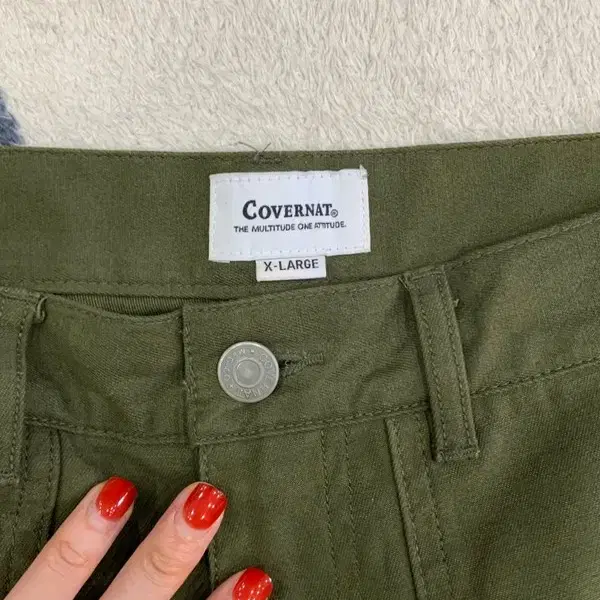 COVERNAT®
THE MULTITUDE ONE ATTITUDE.
X-LARGE